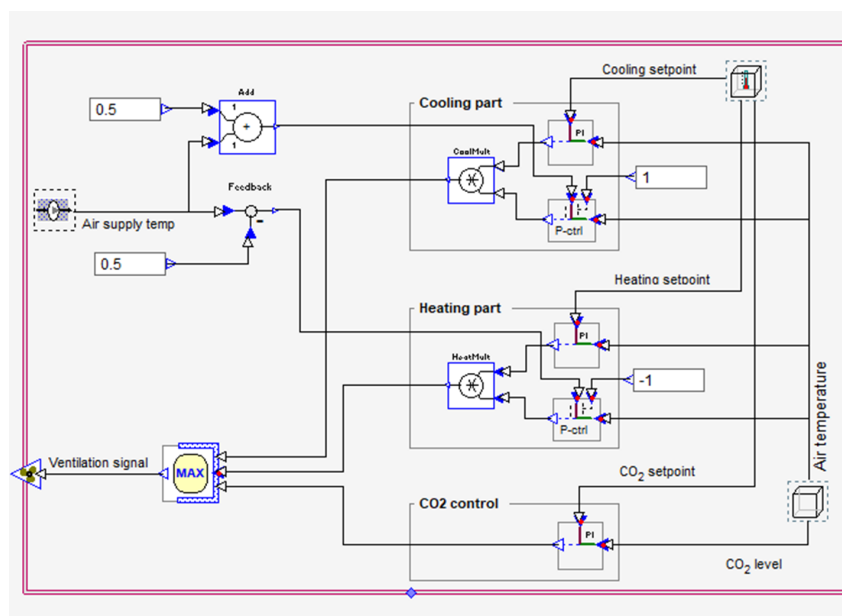 Cooling setpoint
Add
0.5
1
+
1
Cooling part
PI
CoolMult
1
Feedback
Air supply temp
P-ctrl
0.5
Heating setpoint
Heating part
PI
HeatMult
-1
P-ctrl
Air temperature
Ventilation signal
MAX
CO2 setpoint
CO2 control
PI
CO2 level